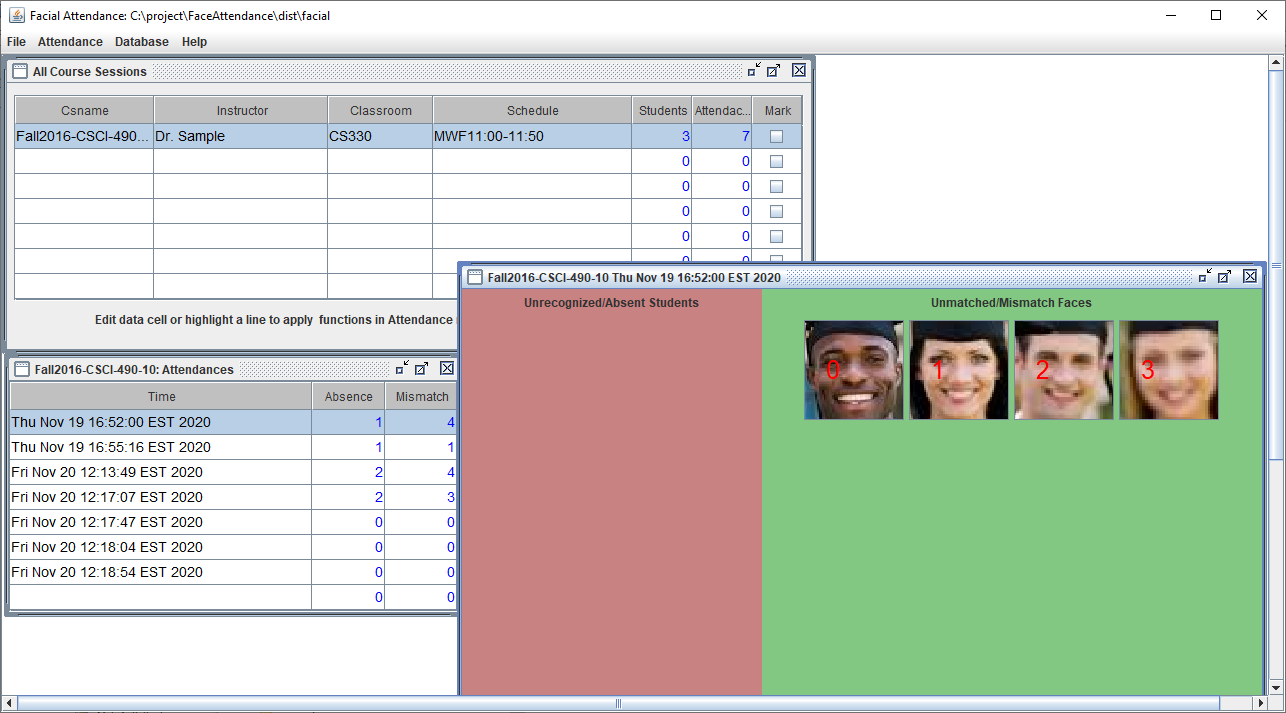 Facial Attendance: C:\project\FaceAttendance\dist\facial
File Attendance Database Help
All Course Sessions
Csname Instructor Classroom Schedule Students Attendac... Mark
Fall2016-CSCI-490... Dr. Sample CS330 MWF11:00-11:50 3 7
0 0
0 0
0 0
0 0
Edit data cell or highlight a line to apply functions in Attendance
Fall2016-CSCI-490-10: Attendances
Time Absence Mismatch
Thu Nov 19 16:52:00 EST 2020 1 4
Thu Nov 19 16:55:16 EST 2020 1 1
Fri Nov 20 12:13:49 EST 2020 2 4
Fri Nov 20 12:17:07 EST 2020 2 3
Fri Nov 20 12:17:47 EST 2020 0 0
Fri Nov 20 12:18:04 EST 2020 0 0
Fri Nov 20 12:18:54 EST 2020 0 0
0 0
Fall2016-CSCI-490-10 Thu Nov 19 16:52:00 EST 2020
Unrecognized/Absent Students
Unmatched/Mismatch Faces
0 1 2 3